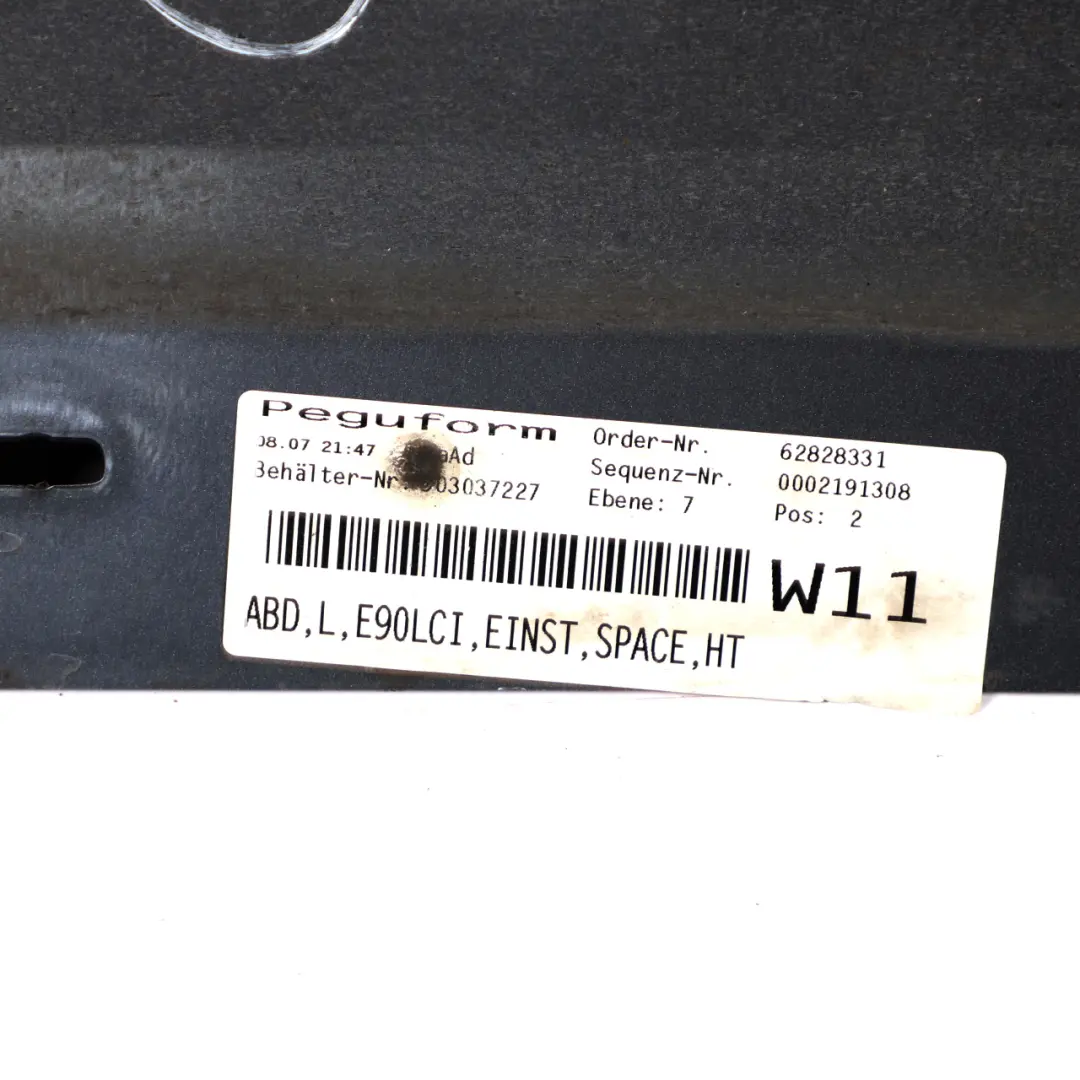 Peguform
08.07 21:47
Behälter-Nr.
Order-Nr. 62828331
Sequenz-Nr. 0002191308
Ebene: 7 Pos: 2
W11
ABD,L,E90LCI,EINST,SPACE,HT